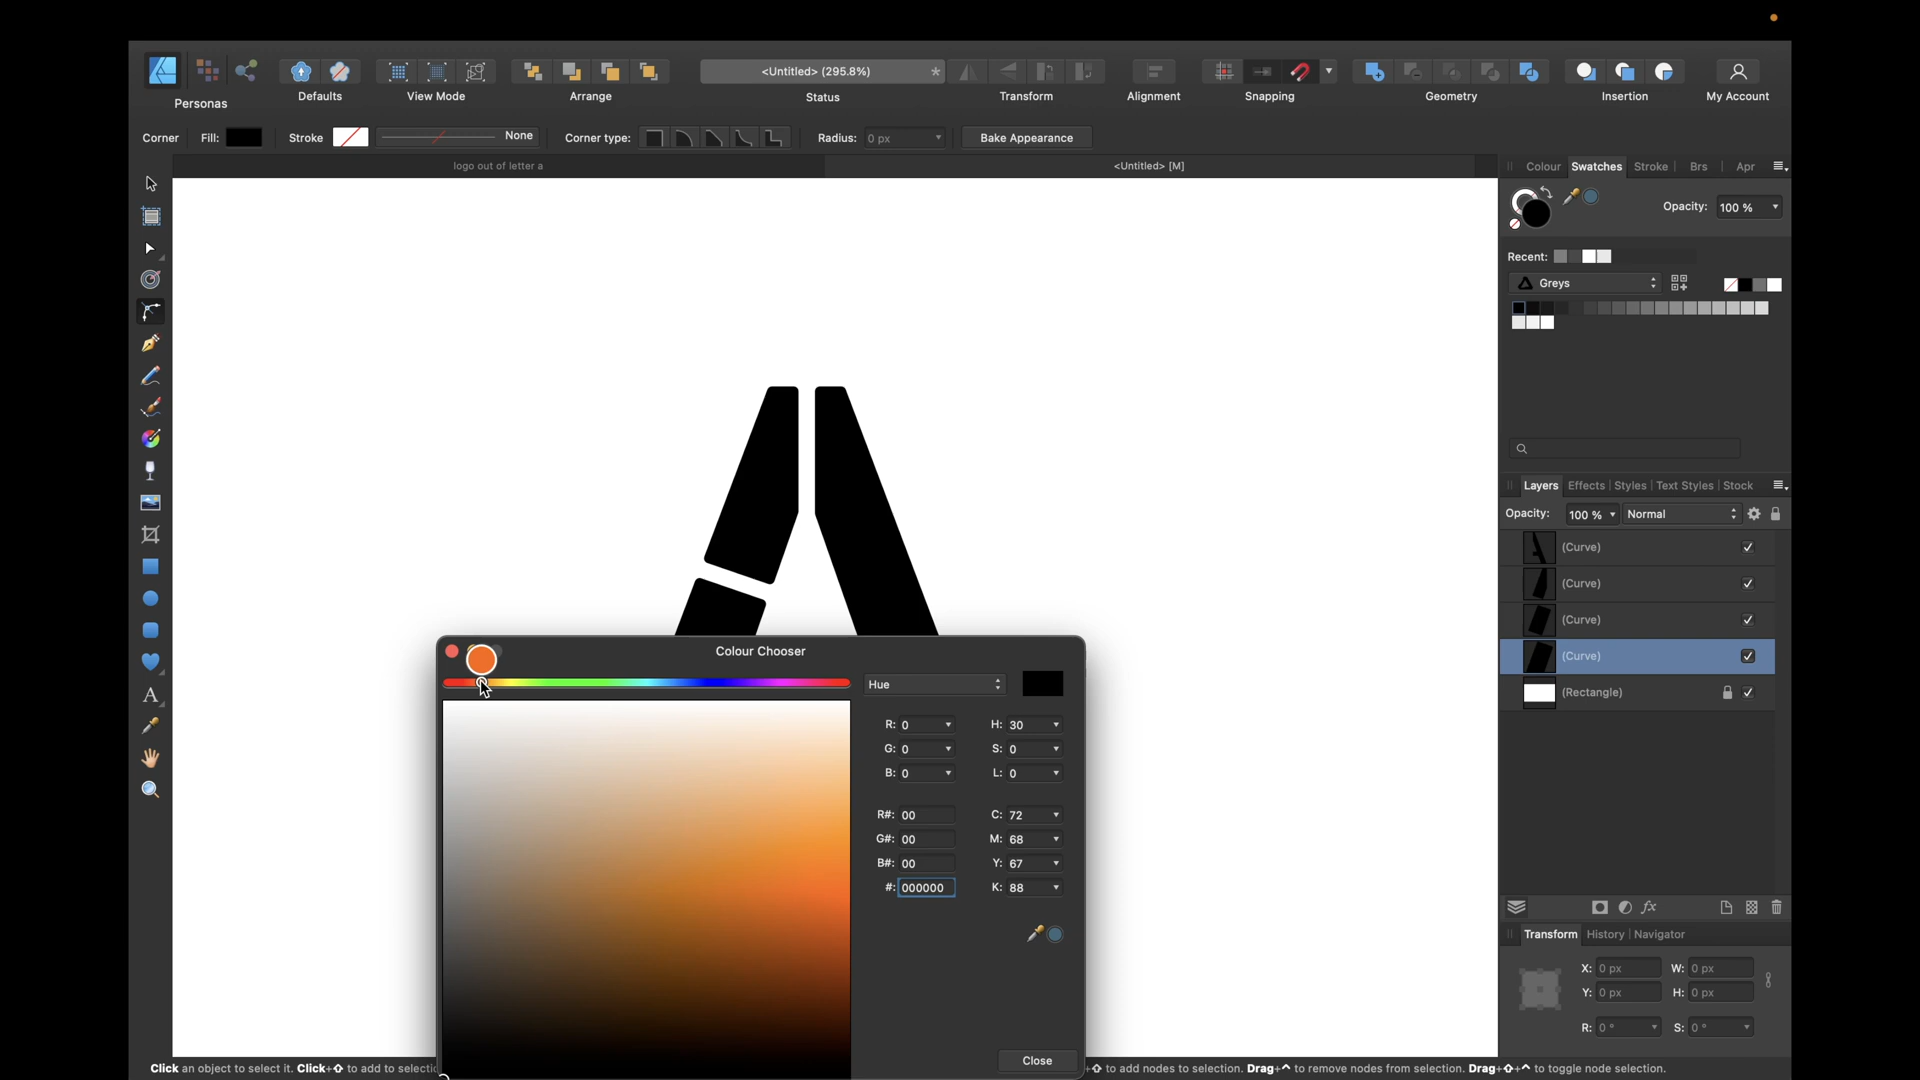 <Untitled> (295.8%) *
Personas
Defaults
View Mode
Arrange
Status
Transform
Alignment
Snapping
Geometry
Insertion
My Account
Corner Fill: Stroke None Corner type: Radius: 0 px Bake Appearance
logo out of letter a
<Untitled> [M]
Colour Swatches Stroke Brs Apr
Opacity: 100 %
Recent:
Greys
Layers Effects Styles Text Styles Stock
Opacity: 100 % Normal
(Curve)
(Curve)
(Curve)
(Curve)
(Rectangle)
Colour Chooser
Hue
R: 0 H: 30
G: 0 S: 0
B: 0 L: 0
R#: 00 C: 72
G#: 00 M: 68
B#: 00 Y: 67
#: 000000 K: 88
Close
A
fx
Transform History Navigator
X: 0 px W: 0 px
Y: 0 px H: 0 px
R: 0 ° S: 0 °
Click an object to select it. Click+⇧ to add to selectio
+⇧ to add nodes to selection. Drag+^ to remove nodes from selection. Drag+⇧+^ to toggle node selection.